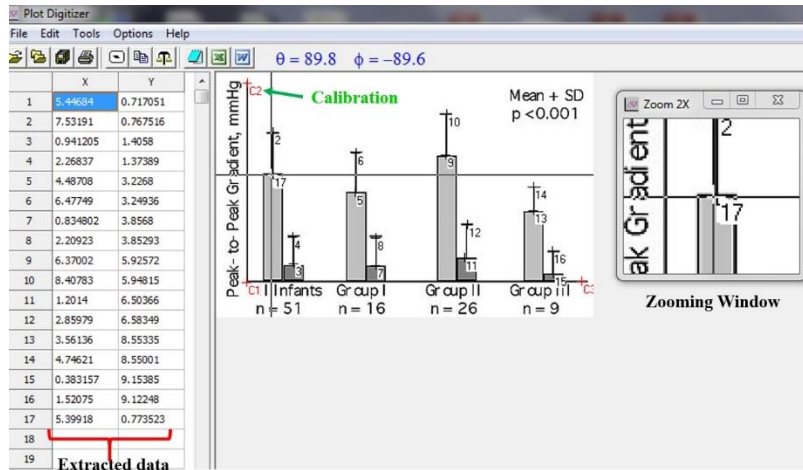 Plot Digitizer
File Edit Tools Options Help
θ = 89.8 φ = −89.6
X Y
1 5.44684 0.717051
2 7.53191 0.767516
3 0.941205 1.4058
4 2.26837 1.37389
5 4.48708 3.2268
6 6.47749 3.24936
7 0.834802 3.8568
8 2.20923 3.85293
9 6.37002 5.92572
10 8.40783 5.94815
11 1.2014 6.50366
12 2.85979 6.58349
13 3.56136 8.55335
14 4.74621 8.55001
15 0.383157 9.15385
16 1.52075 9.12248
17 5.39918 0.773523
18
19
Extracted data
Peak- to- Peak Gradient, mmHg
C2
Calibration
Mean + SD
p <0.001
2
17
4
3
6
5
8
7
10
9
12
11
14
13
16
15
C1
C3
Infants Group I Group II Group III
n = 51 n = 16 n = 26 n = 9
Zoom 2X
ak Gradient
2
17
Zooming Window